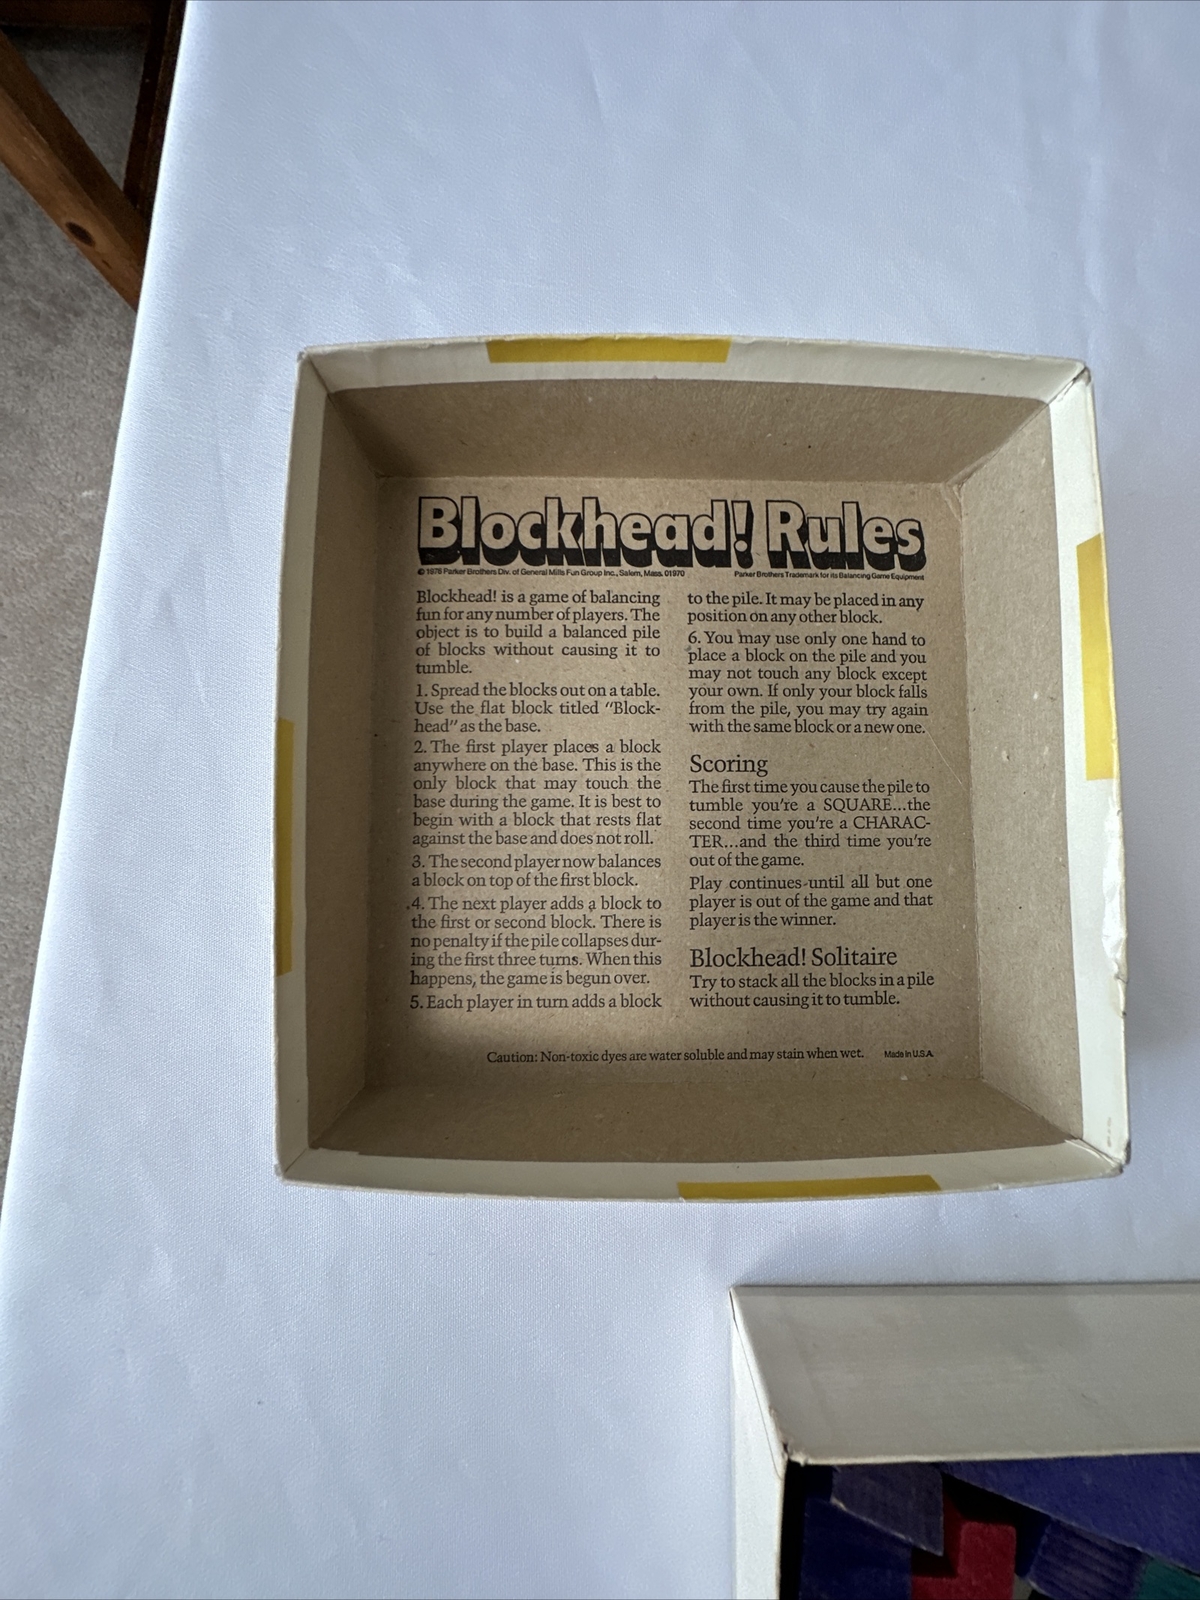 Blockhead! Rules
© 1976 Parker Brothers Div. of General Mills Fun Group Inc., Salem, Mass. 01970
Parker Brothers Trademark for its Balancing Game Equipment
Blockhead! is a game of balancing
fun for any number of players. The
object is to build a balanced pile
of blocks without causing it to
tumble.
1. Spread the blocks out on a table.
Use the flat block titled "Block-
head" as the base.
2. The first player places a block
anywhere on the base. This is the
only block that may touch the
base during the game. It is best to
begin with a block that rests flat
against the base and does not roll.
3. The second player now balances
a block on top of the first block.
4. The next player adds a block to
the first or second block. There is
no penalty if the pile collapses dur-
ing the first three turns. When this
happens, the game is begun over.
5. Each player in turn adds a block
to the pile. It may be placed in any
position on any other block.
6. You may use only one hand to
place a block on the pile and you
may not touch any block except
your own. If only your block falls
from the pile, you may try again
with the same block or a new one.
Scoring
The first time you cause the pile to
tumble you're a SQUARE...the
second time you're a CHARAC-
TER...and the third time you're
out of the game.
Play continues until all but one
player is out of the game and that
player is the winner.
Blockhead! Solitaire
Try to stack all the blocks in a pile
without causing it to tumble.
Caution: Non-toxic dyes are water soluble and may stain when wet.
Made in U.S.A.